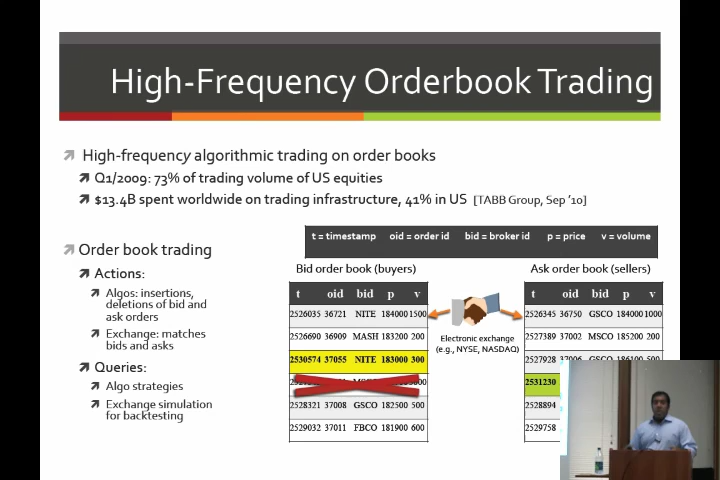 High-Frequency Orderbook Trading
High-frequency algorithmic trading on order books
Q1/2009: 73% of trading volume of US equities
$13.4B spent worldwide on trading infrastructure, 41% in US [TABB Group, Sep '10]
t = timestamp oid = order id bid = broker id p = price v = volume
Order book trading
Actions:
Algos: insertions,
deletions of bid and
ask orders
Exchange: matches
bids and asks
Queries:
Algo strategies
Exchange simulation
for backtesting
Bid order book (buyers)
t oid bid p v
2526035 36721 NITE 184000 1500
2526690 36909 MASH 183200 200
2530574 37055 NITE 183000 300
2528321 37008 GSCO 182500 500
2529032 37011 FBCO 181900 600
Electronic exchange
(e.g., NYSE, NASDAQ)
Ask order book (sellers)
t oid bid p v
2526345 36750 GSCO 184000 1000
2527389 37002 MSCO 185200 200
2527928 37006 GSCO 186100 500
2531230
2528894
2529758